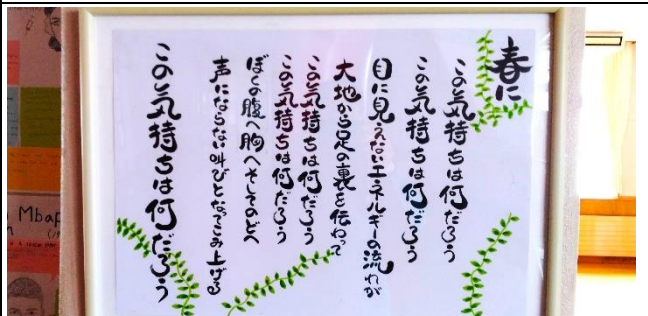 春に
この気持ちは何だろう
この気持ちは何だろう
目に見えないエネルギーの流れが
大地から足の裏を伝わって
この気持ちは何だろう
この気持ちは何だろう
ぼくの腹へ胸へそしてのどへ
声にならない叫びとなってこみ上げる
この気持ちは何だろう
Mbap